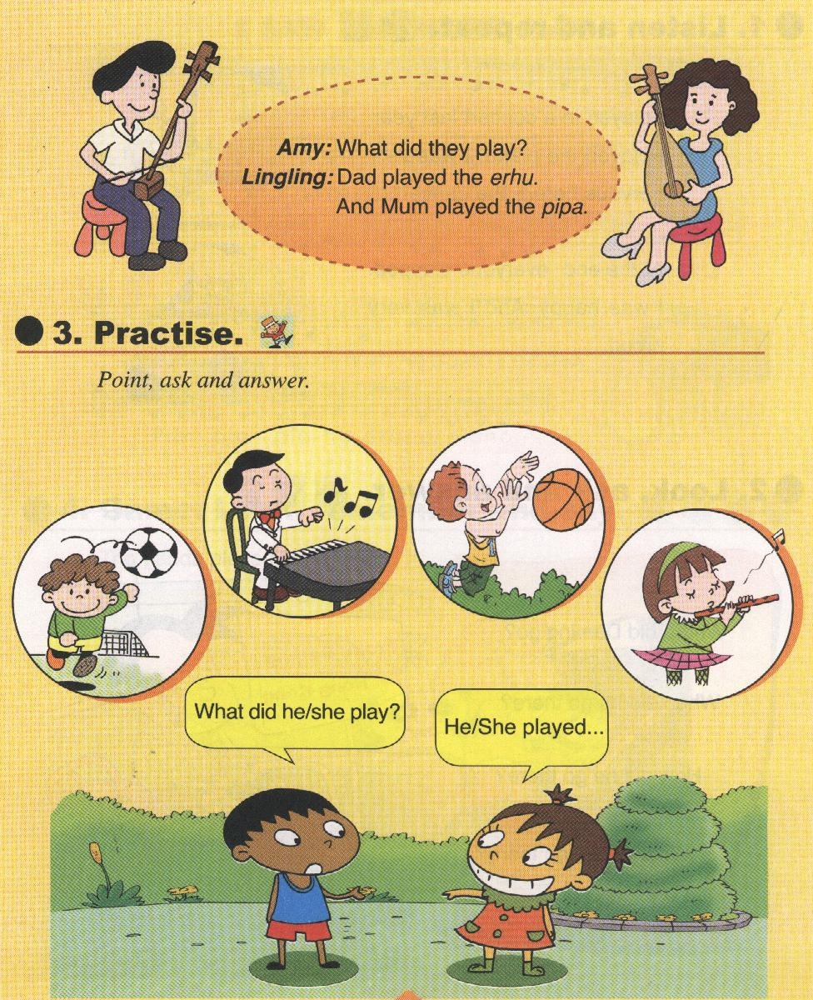 Amy: What did they play?
Lingling: Dad played the erhu.
And Mum played the pipa.
3. Practise.
Point, ask and answer.
What did he/she play?
He/She played...